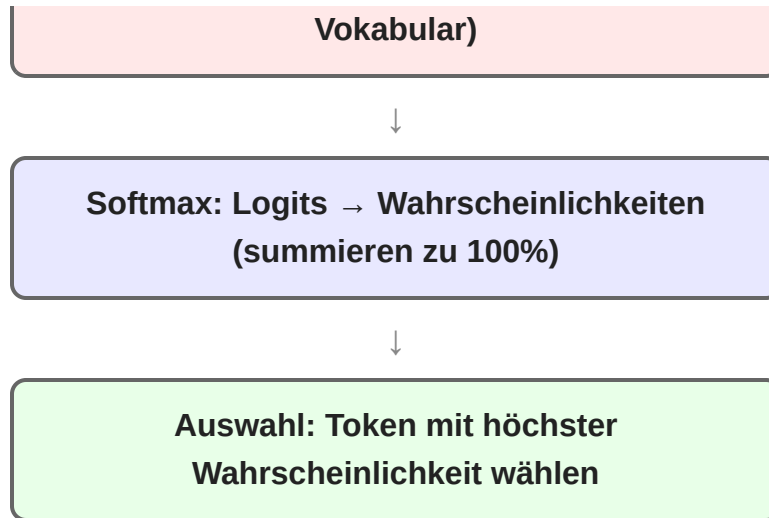 Vokabular)
↓
Softmax: Logits → Wahrscheinlichkeiten
(summieren zu 100%)
↓
Auswahl: Token mit höchster
Wahrscheinlichkeit wählen